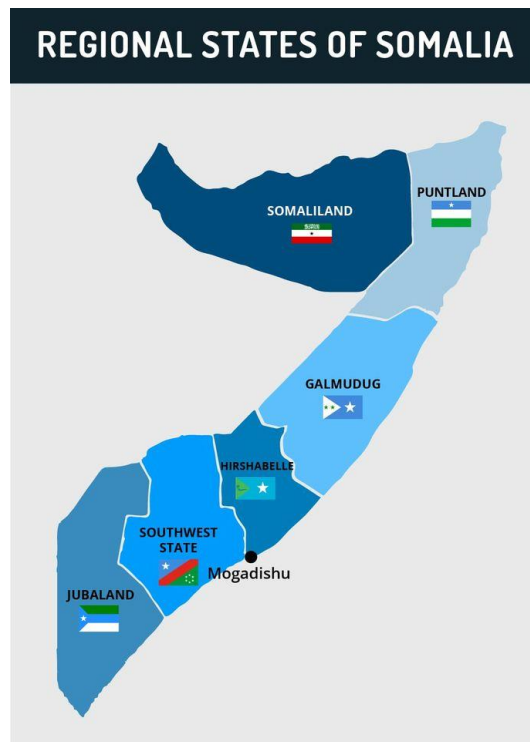 REGIONAL STATES OF SOMALIA
PUNTLAND
SOMALILAND
GALMUDUG
HIRSHABELLE
SOUTHWEST
STATE
Mogadishu
JUBALAND